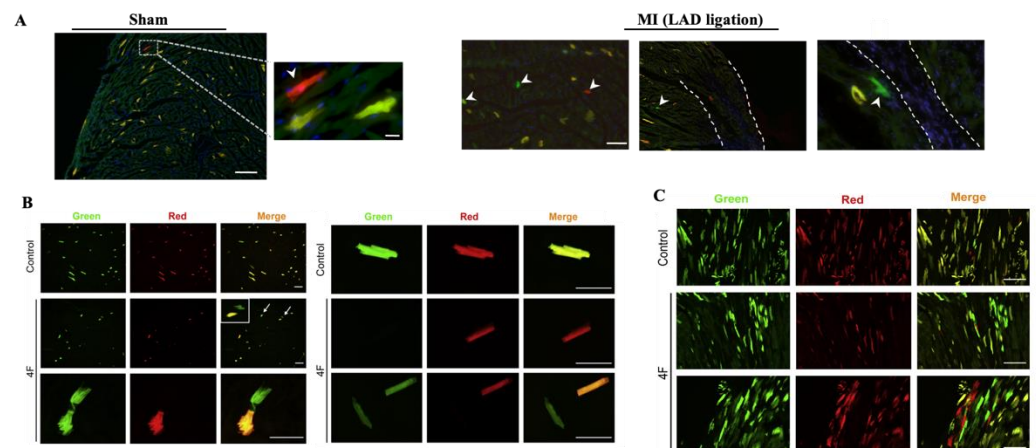 A
Sham
MI (LAD ligation)
B
Green Red Merge
Green Red Merge
Control
Control
4F
4F
C
Green Red Merge
Control
4F